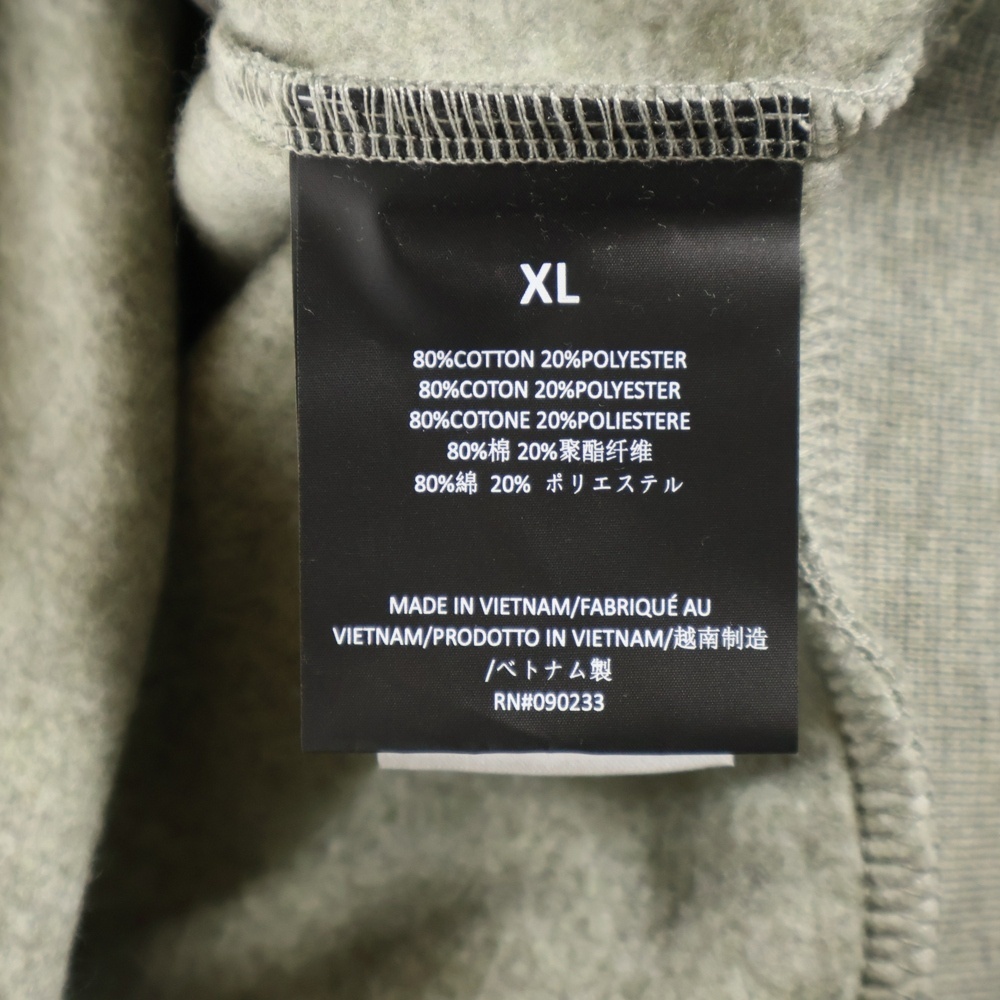 XL
80%COTTON 20%POLYESTER
80%COTON 20%POLYESTER
80%COTONE 20%POLIESTERE
80%棉 20%聚酯纤维
80%綿 20% ポリエステル
MADE IN VIETNAM/FABRIQUÉ AU
VIETNAM/PRODOTTO IN VIETNAM/越南制造
/ベトナム製
RN#090233